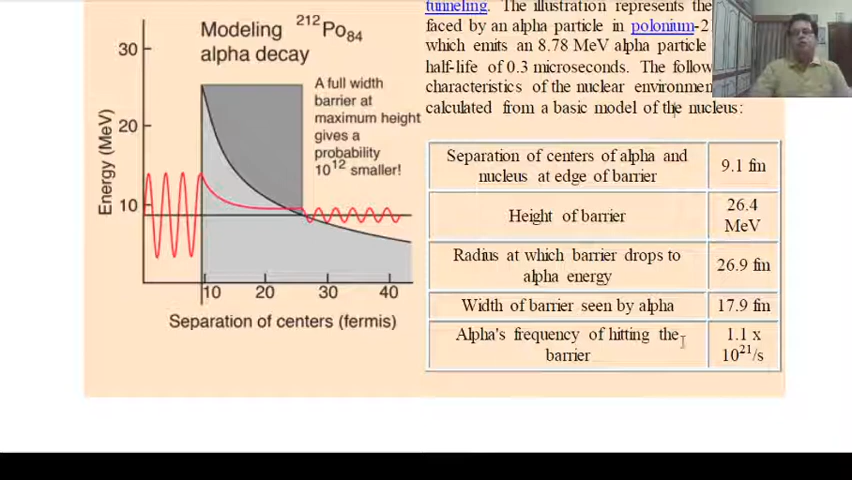 Modeling ²¹²Po₈₄
alpha decay
30
20
10
Energy (MeV)
A full width
barrier at
maximum height
gives a
probability
10¹² smaller!
10 20 30 40
Separation of centers (fermis)
tunneling. The illustration represents the
faced by an alpha particle in polonium-2
which emits an 8.78 MeV alpha particle
half-life of 0.3 microseconds. The follow
characteristics of the nuclear environmen
calculated from a basic model of the nucleus:
Separation of centers of alpha and
nucleus at edge of barrier
9.1 fm
Height of barrier
26.4
MeV
Radius at which barrier drops to
alpha energy
26.9 fm
Width of barrier seen by alpha
17.9 fm
Alpha's frequency of hitting the
barrier
1.1 x
10²¹/s